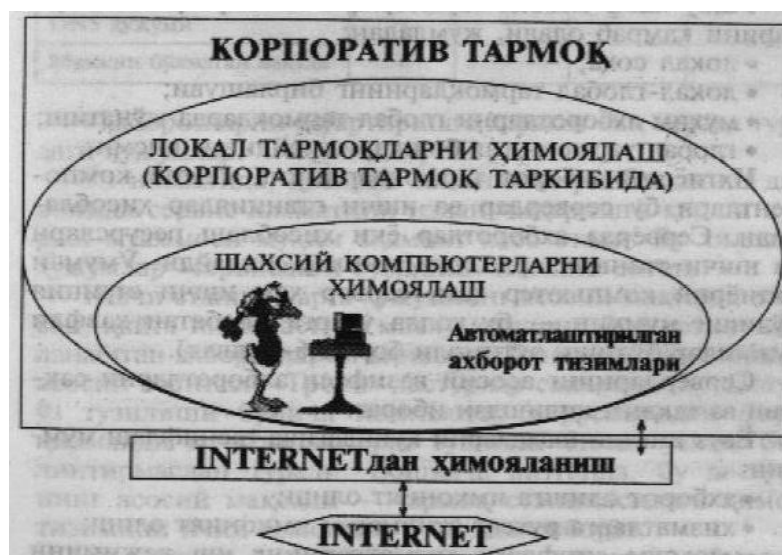 КОРПОРАТИВ ТАРМОҚ
ЛОКАЛ ТАРМОҚЛАРНИ ҲИМОЯЛАШ
(КОРПОРАТИВ ТАРМОҚ ТАРКИБИДА)
ШАХСИЙ КОМПЬЮТЕРЛАРНИ
ҲИМОЯЛАШ
Автоматлаштирилган
ахборот тизимлари
INTERNETдан ҳимояланиш
INTERNET